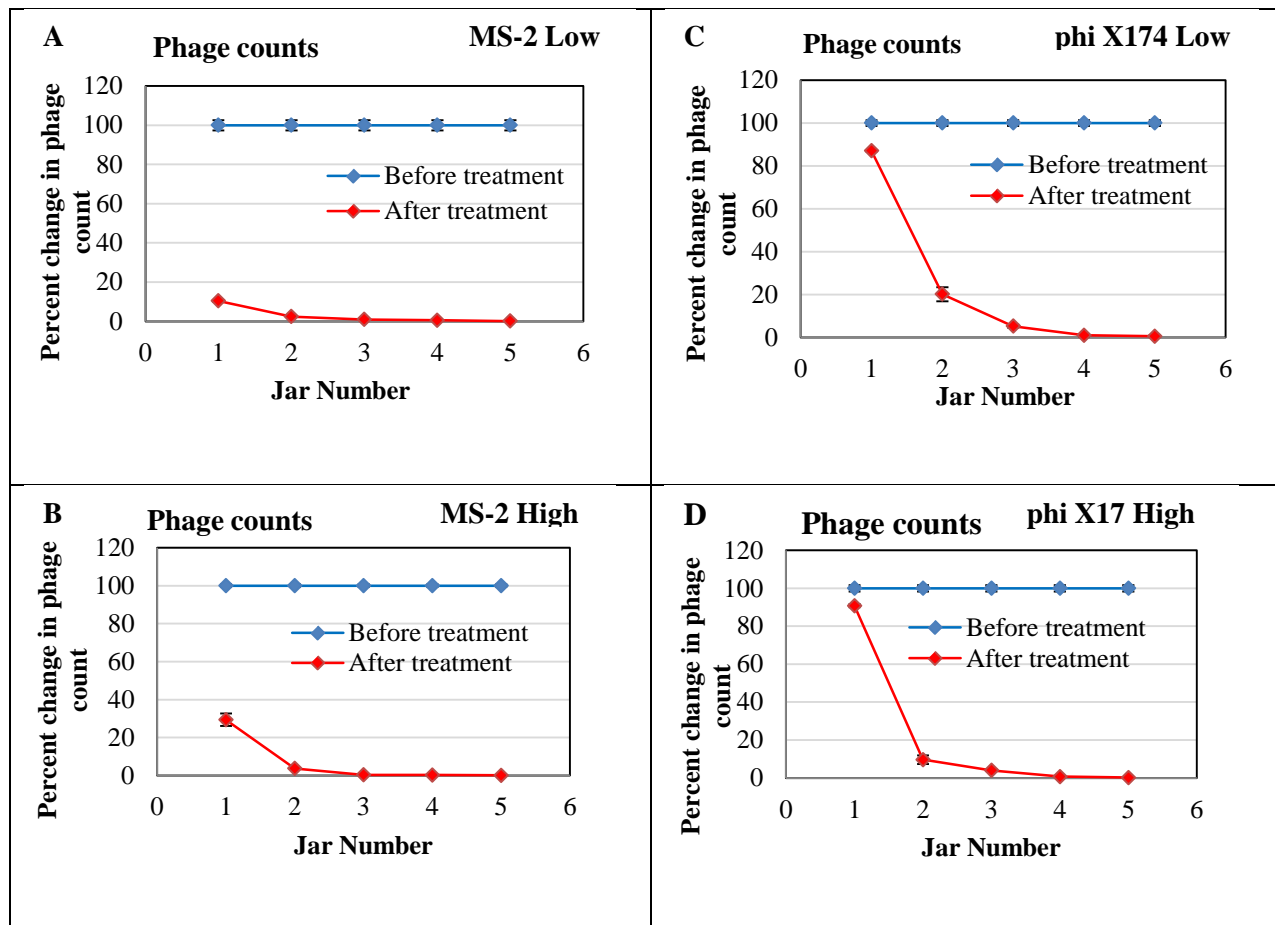 A
Phage counts
MS-2 Low
Percent change in phage
count
120
100
80
60
40
20
0
Before treatment
After treatment
0 1 2 3 4 5 6
Jar Number
C
Phage counts
phi X174 Low
Percent change in phage
count
120
100
80
60
40
20
0
Before treatment
After treatment
0 1 2 3 4 5 6
Jar Number
B
Phage counts
MS-2 High
Percent change in phage
count
120
100
80
60
40
20
0
Before treatment
After treatment
0 1 2 3 4 5 6
Jar Number
D
Phage counts
phi X17 High
Percent change in phage
count
120
100
80
60
40
20
0
Before treatment
After treatment
0 1 2 3 4 5 6
Jar Number